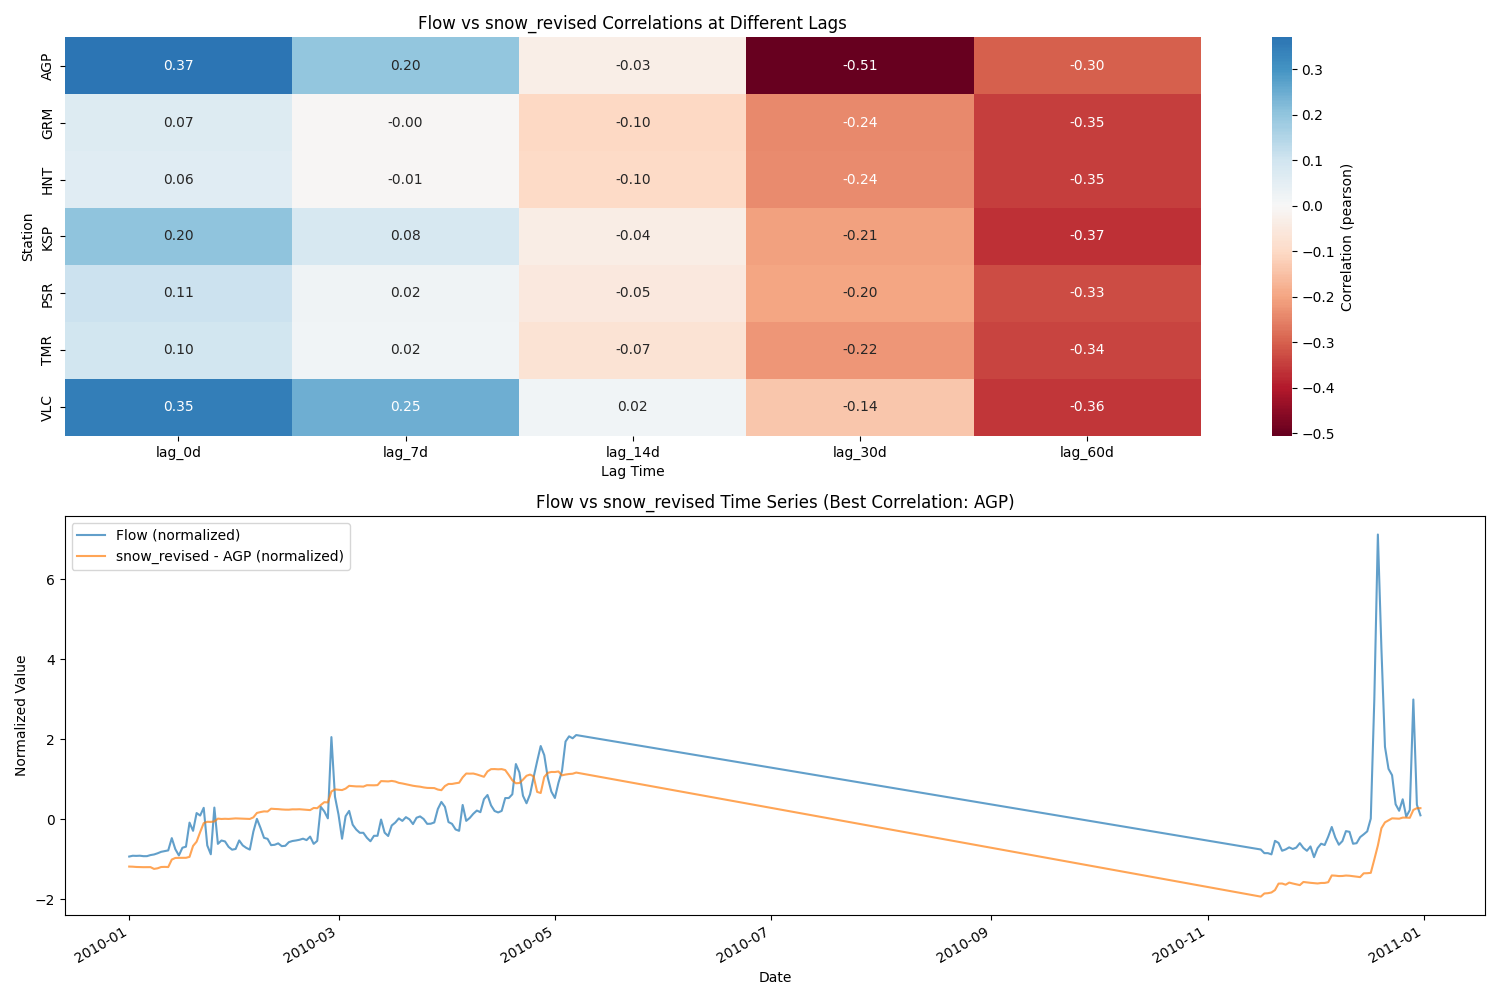 Flow vs snow_revised Correlations at Different Lags
Station
AGP 0.37 0.20 -0.03 -0.51 -0.30
GRM 0.07 -0.00 -0.10 -0.24 -0.35
HNT 0.06 -0.01 -0.10 -0.24 -0.35
KSP 0.20 0.08 -0.04 -0.21 -0.37
PSR 0.11 0.02 -0.05 -0.20 -0.33
TMR 0.10 0.02 -0.07 -0.22 -0.34
VLC 0.35 0.25 0.02 -0.14 -0.36
lag_0d lag_7d lag_14d lag_30d lag_60d
Lag Time
0.3
0.2
0.1
0.0
−0.1
−0.2
−0.3
−0.4
−0.5
Correlation (pearson)
Flow vs snow_revised Time Series (Best Correlation: AGP)
Flow (normalized)
snow_revised - AGP (normalized)
Normalized Value
6
4
2
0
−2
2010-01 2010-03 2010-05 2010-07 2010-09 2010-11 2011-01
Date